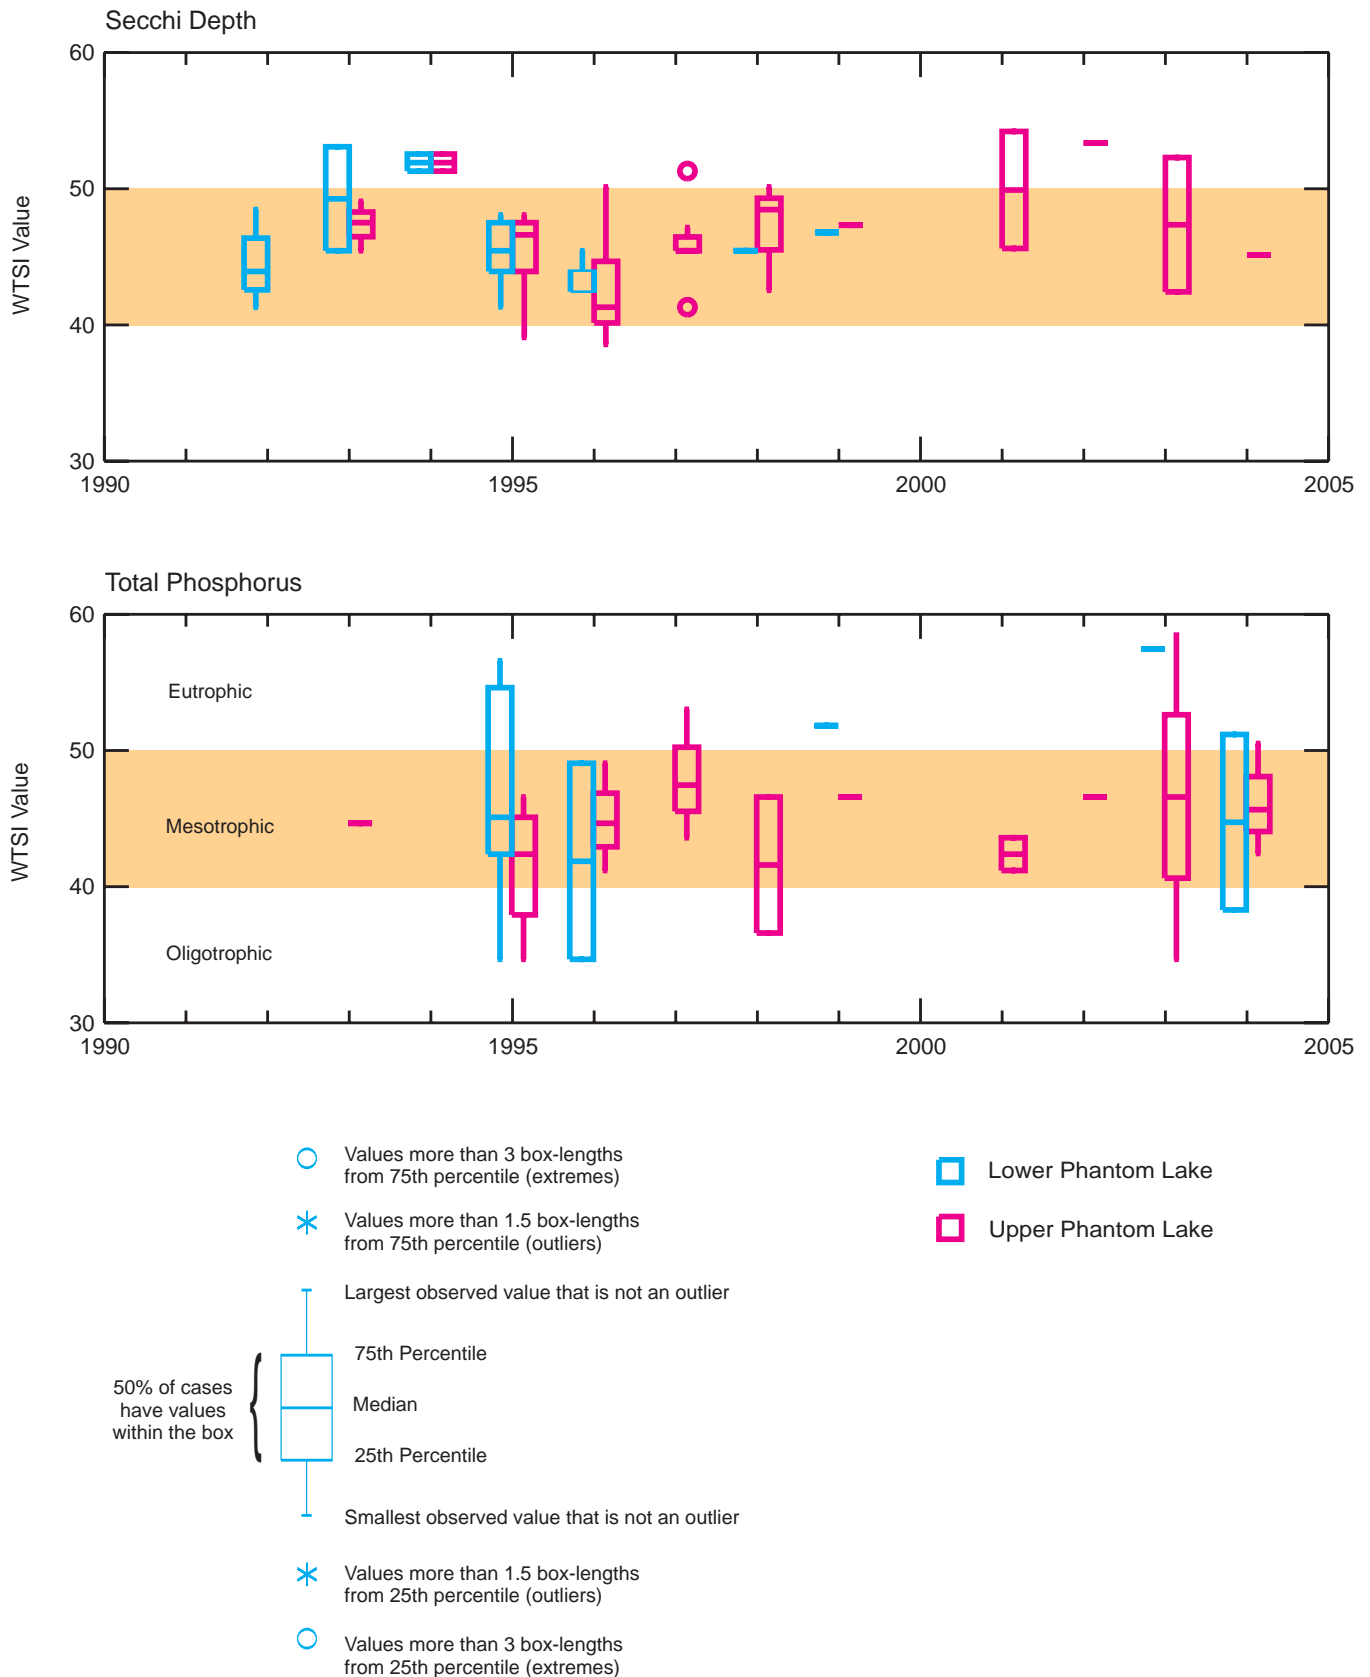 Secchi Depth
60
50
40
30
WTSI Value
1990
1995
2000
2005
Total Phosphorus
60
50
40
30
WTSI Value
Eutrophic
Mesotrophic
Oligotrophic
1990
1995
2000
2005
Values more than 3 box-lengths
from 75th percentile (extremes)
Values more than 1.5 box-lengths
from 75th percentile (outliers)
Largest observed value that is not an outlier
75th Percentile
50% of cases
have values
within the box
Median
25th Percentile
Smallest observed value that is not an outlier
Values more than 1.5 box-lengths
from 25th percentile (outliers)
Values more than 3 box-lengths
from 25th percentile (extremes)
Lower Phantom Lake
Upper Phantom Lake